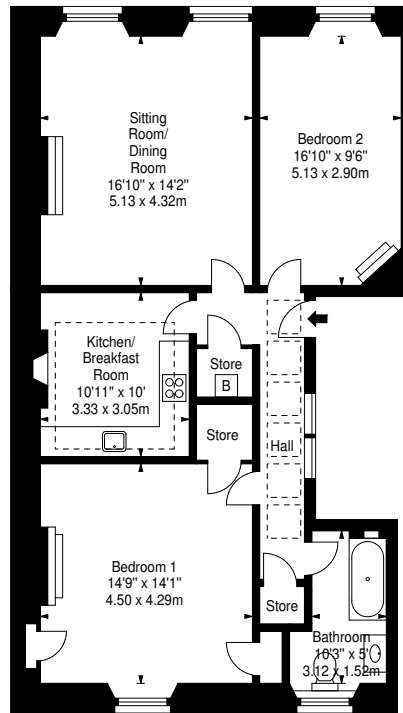 Sitting
Room/
Dining
Room
16'10" x 14'2"
5.13 x 4.32m
Bedroom 2
16'10" x 9'6"
5.13 x 2.90m
Kitchen/
Breakfast
Room
10'11" x 10'
3.33 x 3.05m
Store
B
Store
Hall
Bedroom 1
14'9" x 14'1"
4.50 x 4.29m
Store
Bathroom
10'3" x 5'
3.12 x 1.52m